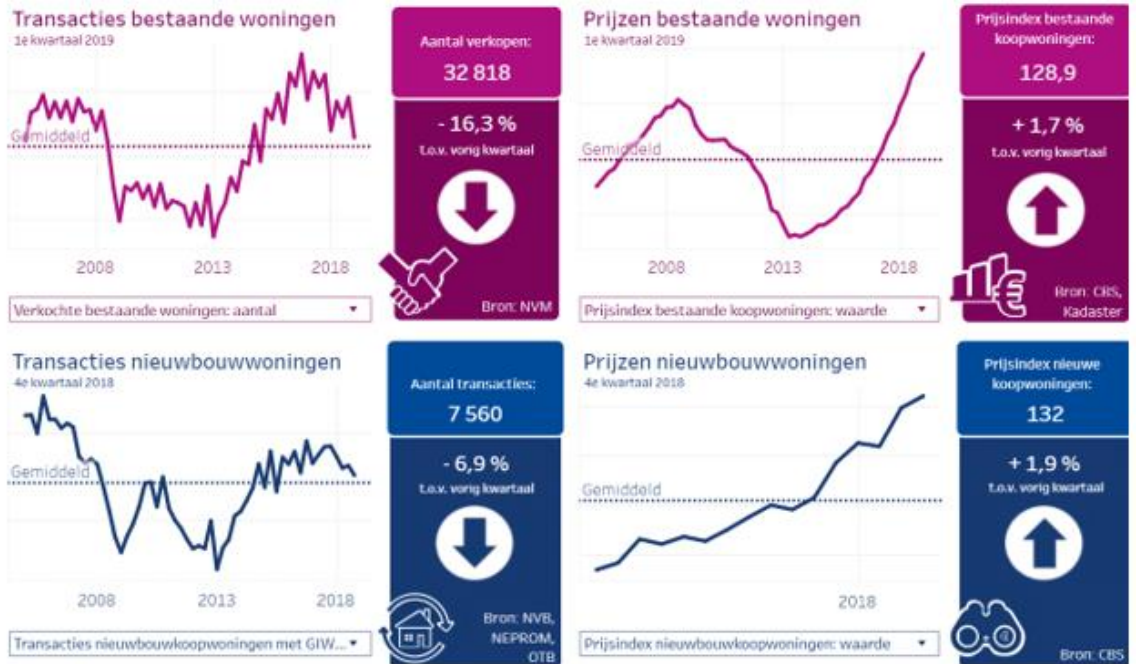 Transacties bestaande woningen
1e kwartaal 2019
Gemiddeld
2008 2013 2018
Verkochte bestaande woningen: aantal
Aantal verkopen:
32 818
- 16,3 %
t.o.v. vorig kwartaal
Bron: NVM
Prijzen bestaande woningen
1e kwartaal 2019
Gemiddeld
2008 2013 2018
Prijsindex bestaande koopwoningen: waarde
Prijsindex bestaande
koopwoningen:
128,9
+ 1,7 %
t.o.v. vorig kwartaal
€
Bron: CBS,
Kadaster
Transacties nieuwbouwwoningen
4e kwartaal 2018
Gemiddeld
2008 2013 2018
Transacties nieuwbouwkoopwoningen met GIW...
Aantal transacties:
7 560
- 6,9 %
t.o.v. vorig kwartaal
Bron: NVB,
NEPROM,
OTB
Prijzen nieuwbouwwoningen
4e kwartaal 2018
Gemiddeld
2018
Prijsindex nieuwbouwkoopwoningen: waarde
Prijsindex nieuwe
koopwoningen:
132
+ 1,9 %
t.o.v. vorig kwartaal
Bron: CBS